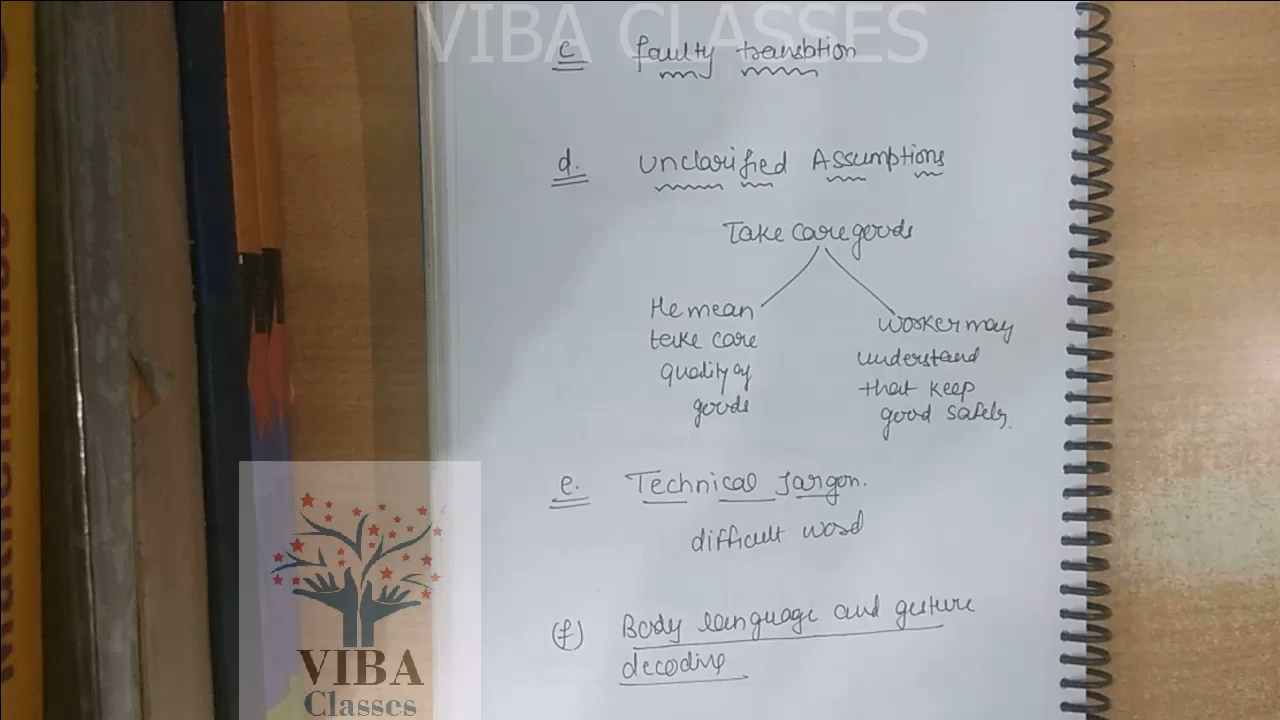 VIBA CLASSES
c faulty translation
d. Unclarified Assumptions
Take care goods
He mean
take care
quality of
goods
Worker may
understand
that keep
good safely.
e. Technical Jargon.
difficult word
(f) Body language and gesture
decoding
VIBA
Classes